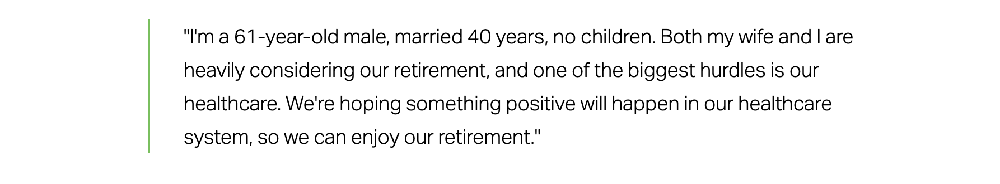 "I'm a 61-year-old male, married 40 years, no children. Both my wife and I are
heavily considering our retirement, and one of the biggest hurdles is our
healthcare. We're hoping something positive will happen in our healthcare
system, so we can enjoy our retirement."